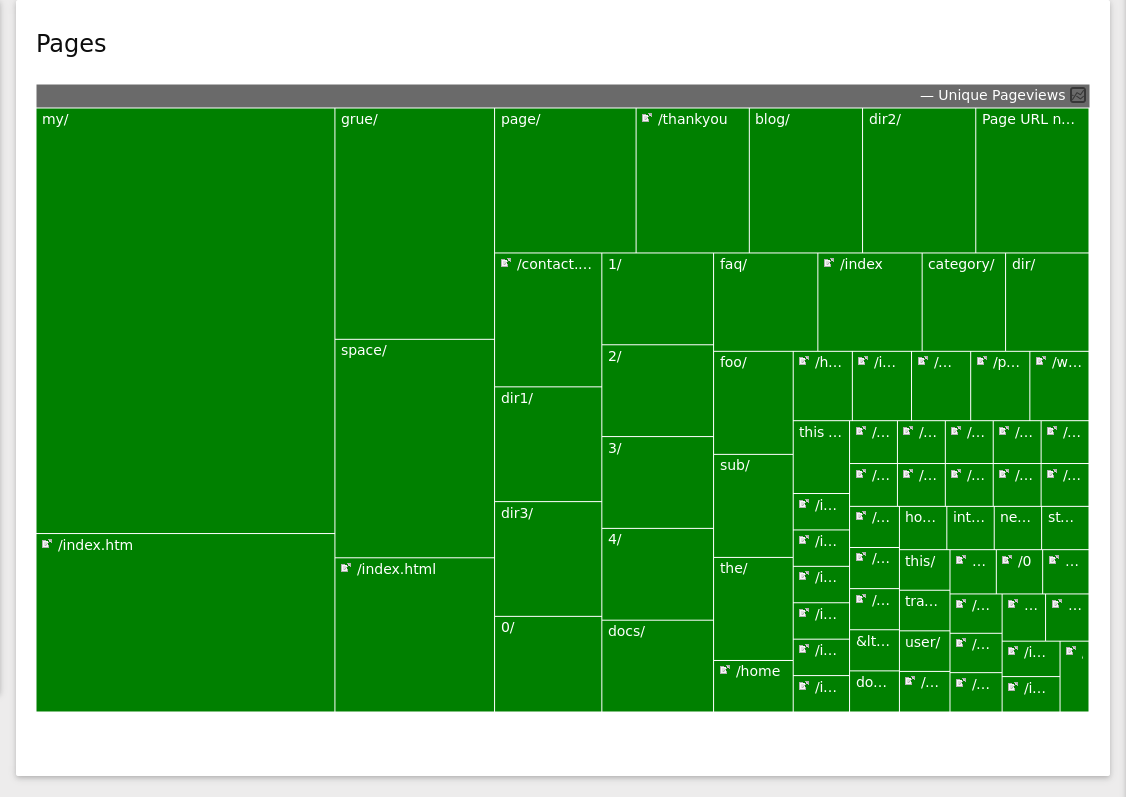 Pages
— Unique Pageviews
my/
grue/
page/
/thankyou
blog/
dir2/
Page URL n...
/contact....
1/
faq/
/index
category/
dir/
space/
2/
foo/
/h...
/i...
/...
/p...
/w...
dir1/
this ...
/...
/...
/...
/...
/...
3/
sub/
/...
/...
/...
/...
/...
/i...
dir3/
/...
ho...
int...
ne...
st...
/index.htm
4/
/i...
/index.html
the/
/...
this/
...
/0
...
/i...
/...
tra...
/...
...
...
/i...
0/
docs/
&lt...
user/
/...
/i...
/i...
/home
do...
/...
/...
/i...
/i...